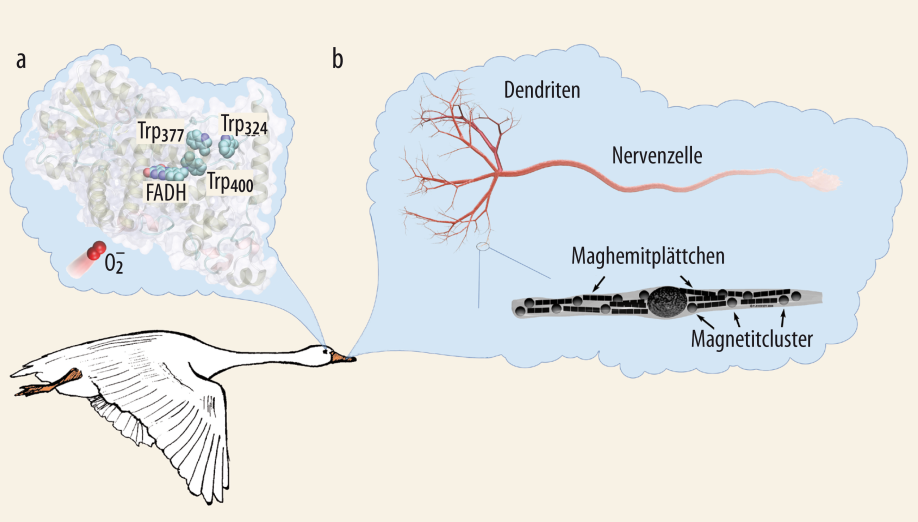 a
b
Dendriten
Trp377
Trp324
Nervenzelle
FADH
Trp400
O2−
Maghemitplättchen
Magnetitcluster